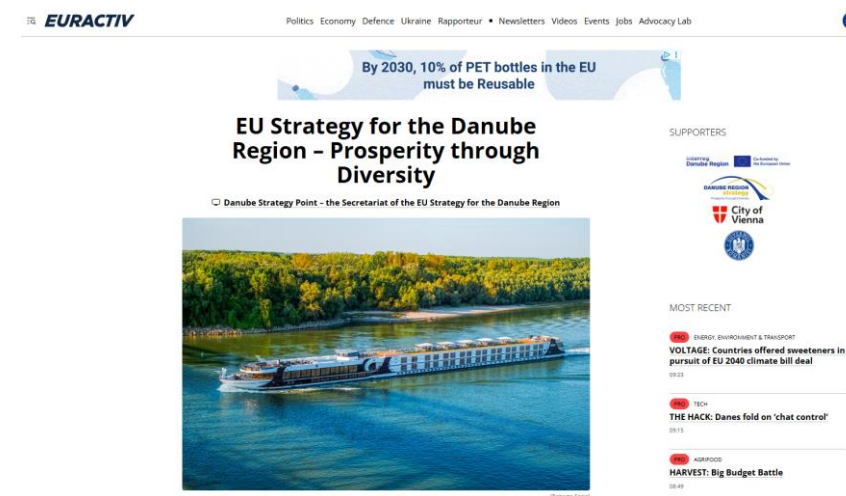 EURACTIV
Politics Economy Defence Ukraine Rapporteur • Newsletters Videos Events Jobs Advocacy Lab
By 2030, 10% of PET bottles in the EU
must be Reusable
EU Strategy for the Danube
Region – Prosperity through
Diversity
Danube Strategy Point – the Secretariat of the EU Strategy for the Danube Region
SUPPORTERS
Interreg
Danube Region
Co-funded by
the European Union
DANUBE REGION
strategy
City of
Vienna
MOST RECENT
PRO ENERGY, ENVIRONMENT & TRANSPORT
VOLTAGE: Countries offered sweeteners in
pursuit of EU 2040 climate bill deal
09:23
PRO TECH
THE HACK: Danes fold on 'chat control'
09:15
PRO AGRIFOOD
HARVEST: Big Budget Battle
08:49